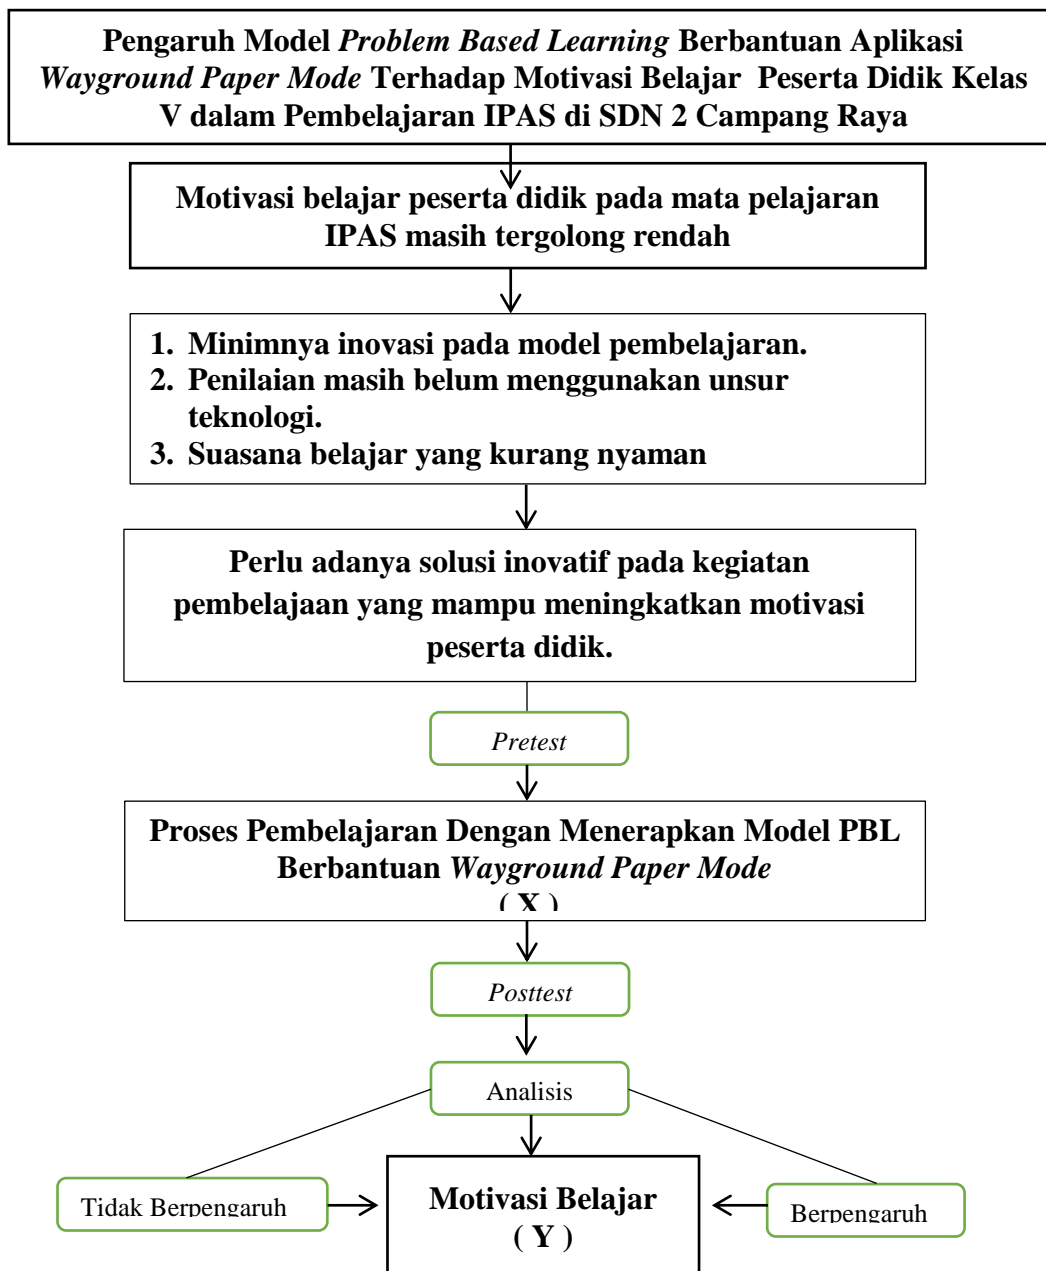 Pengaruh Model Problem Based Learning Berbantuan Aplikasi
Wayground Paper Mode Terhadap Motivasi Belajar Peserta Didik Kelas
V dalam Pembelajaran IPAS di SDN 2 Campang Raya
Motivasi belajar peserta didik pada mata pelajaran
IPAS masih tergolong rendah
1. Minimnya inovasi pada model pembelajaran.
2. Penilaian masih belum menggunakan unsur
teknologi.
3. Suasana belajar yang kurang nyaman
Perlu adanya solusi inovatif pada kegiatan
pembelajaan yang mampu meningkatkan motivasi
peserta didik.
Pretest
Proses Pembelajaran Dengan Menerapkan Model PBL
Berbantuan Wayground Paper Mode
( X )
Posttest
Analisis
Tidak Berpengaruh
Motivasi Belajar
( Y )
Berpengaruh